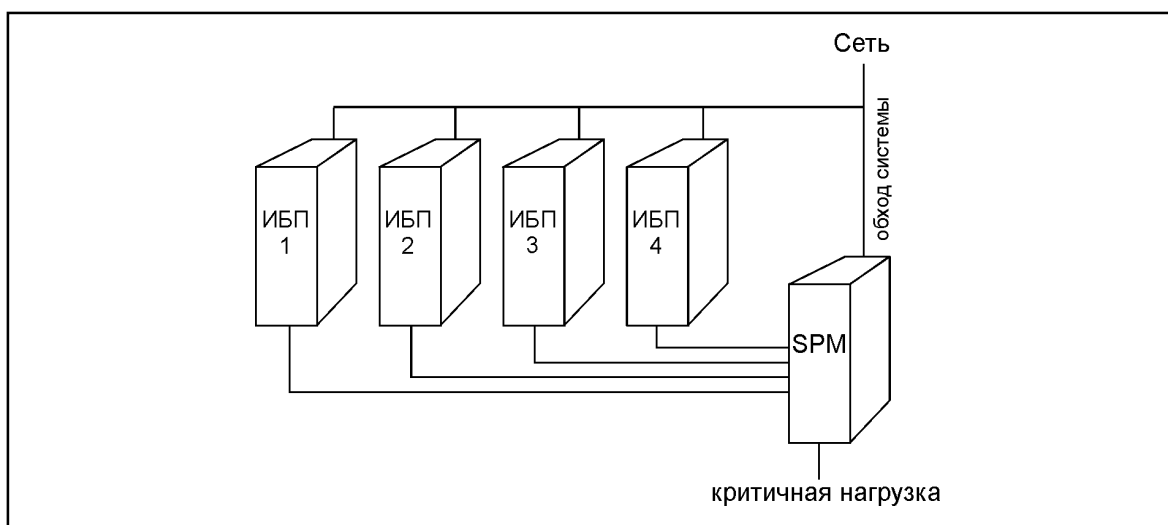 Сеть
обход системы
ИБП
1
ИБП
2
ИБП
3
ИБП
4
SPM
критичная нагрузка